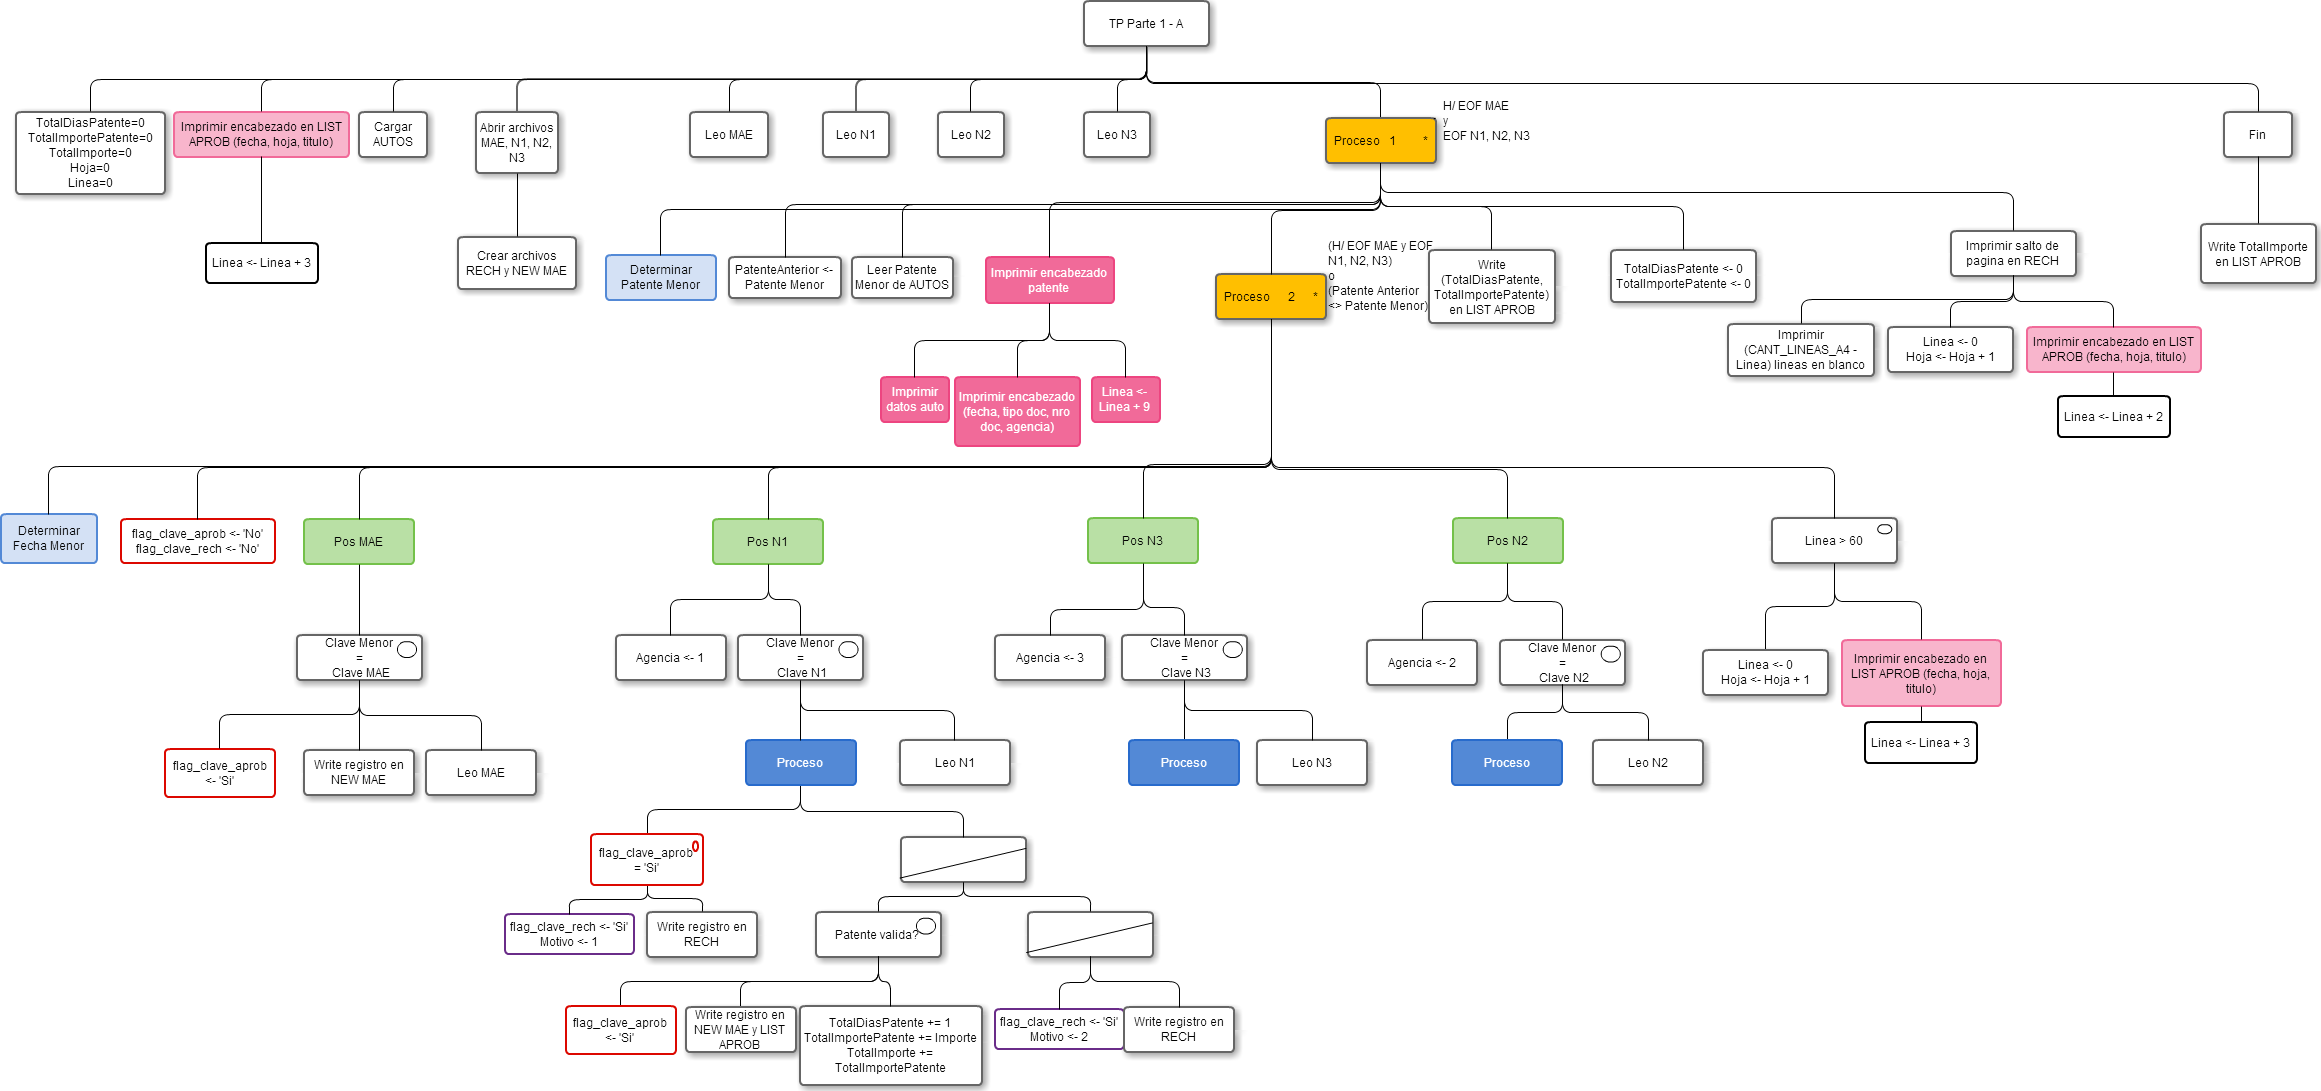 TP Parte 1 - A
TotalDiasPatente=0
TotalImportePatente=0
TotalImporte=0
Hoja=0
Linea=0
Imprimir encabezado en LIST
APROB (fecha, hoja, titulo)
Cargar
AUTOS
Abrir archivos
MAE, N1, N2,
N3
Leo MAE
Leo N1
Leo N2
Leo N3
Proceso 1 *
H/ EOF MAE
y
EOF N1, N2, N3
Fin
Linea <- Linea + 3
Crear archivos
RECH y NEW MAE
Determinar
Patente Menor
PatenteAnterior <-
Patente Menor
Leer Patente
Menor de AUTOS
Imprimir encabezado
patente
Proceso 2 *
(H/ EOF MAE y EOF
N1, N2, N3)
o
(Patente Anterior
<> Patente Menor)
Write
(TotalDiasPatente,
TotalImportePatente)
en LIST APROB
TotalDiasPatente <- 0
TotalImportePatente <- 0
Imprimir salto de
pagina en RECH
Write TotalImporte
en LIST APROB
Imprimir
datos auto
Imprimir encabezado
(fecha, tipo doc, nro
doc, agencia)
Linea <-
Linea + 9
Imprimir
(CANT_LINEAS_A4 -
Linea) lineas en blanco
Linea <- 0
Hoja <- Hoja + 1
Imprimir encabezado en LIST
APROB (fecha, hoja, titulo)
Linea <- Linea + 2
Determinar
Fecha Menor
flag_clave_aprob <- 'No'
flag_clave_rech <- 'No'
Pos MAE
Pos N1
Pos N3
Pos N2
Linea > 60
Clave Menor
=
Clave MAE
Agencia <- 1
Clave Menor
=
Clave N1
Agencia <- 3
Clave Menor
=
Clave N3
Agencia <- 2
Clave Menor
=
Clave N2
Linea <- 0
Hoja <- Hoja + 1
Imprimir encabezado en
LIST APROB (fecha, hoja,
titulo)
Linea <- Linea + 3
flag_clave_aprob
<- 'Si'
Write registro en
NEW MAE
Leo MAE
Proceso
Leo N1
Proceso
Leo N3
Proceso
Leo N2
flag_clave_aprob
= 'Si'
flag_clave_rech <- 'Si'
Motivo <- 1
Write registro en
RECH
Patente valida?
flag_clave_aprob
<- 'Si'
Write registro en
NEW MAE y LIST
APROB
TotalDiasPatente += 1
TotalImportePatente += Importe
TotalImporte +=
TotalImportePatente
flag_clave_rech <- 'Si'
Motivo <- 2
Write registro en
RECH